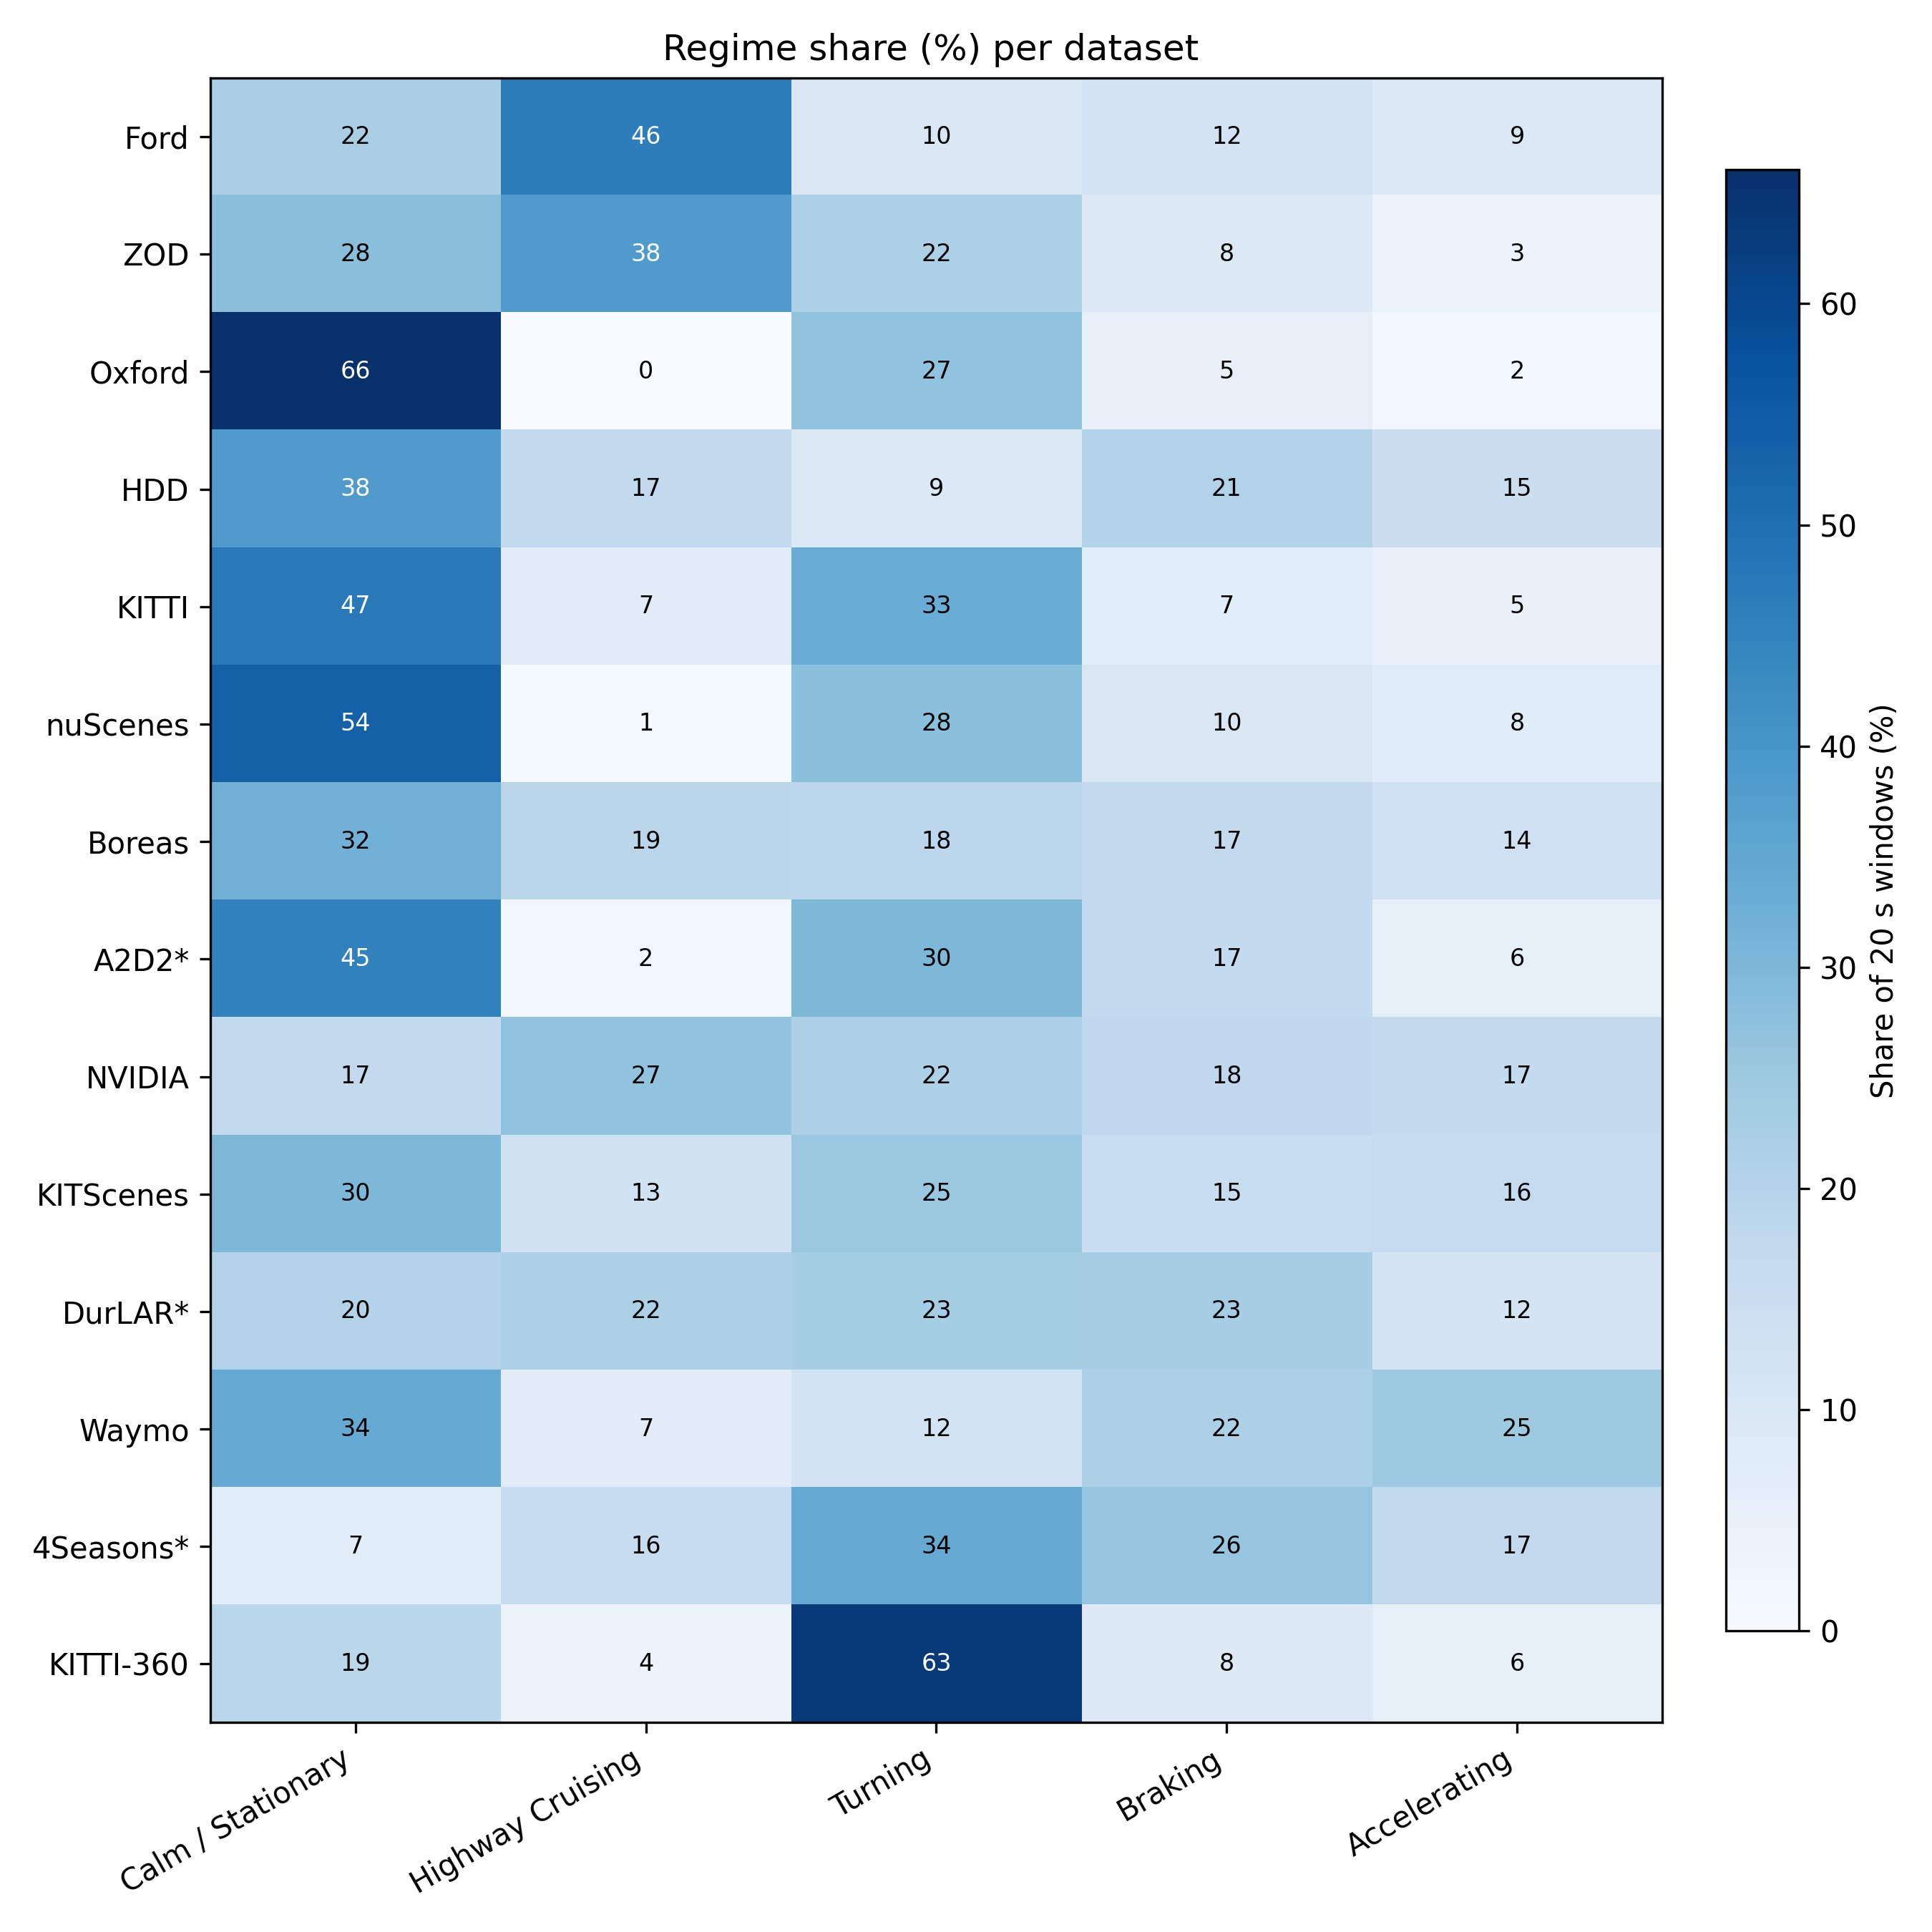 Regime share (%) per dataset
Ford 22 46 10 12 9
ZOD 28 38 22 8 3
Oxford 66 0 27 5 2
HDD 38 17 9 21 15
KITTI 47 7 33 7 5
nuScenes 54 1 28 10 8
Boreas 32 19 18 17 14
A2D2* 45 2 30 17 6
NVIDIA 17 27 22 18 17
KITScenes 30 13 25 15 16
DurLAR* 20 22 23 23 12
Waymo 34 7 12 22 25
4Seasons* 7 16 34 26 17
KITTI-360 19 4 63 8 6
Calm / Stationary
Highway Cruising
Turning
Braking
Accelerating
60
50
40
30
20
10
0
Share of 20 s windows (%)